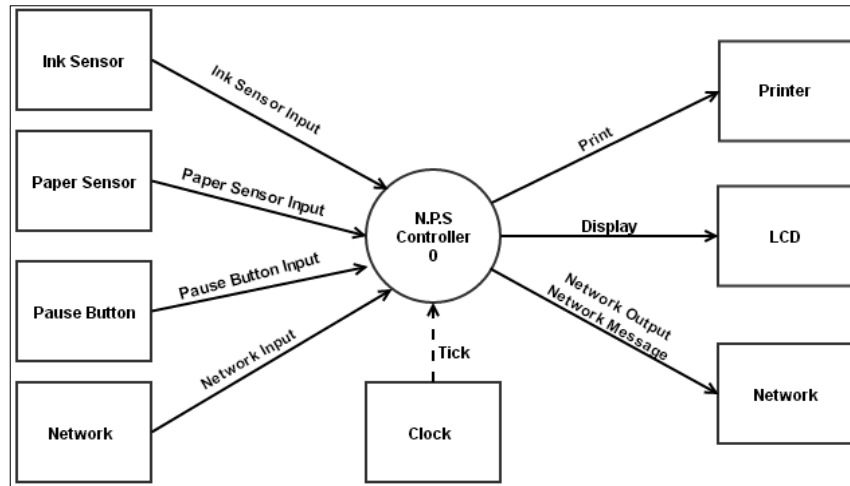 Ink Sensor
Ink Sensor Input
Paper Sensor
Paper Sensor Input
Pause Button
Pause Button Input
Network
Network Input
N.P.S
Controller
0
Tick
Clock
Print
Printer
Display
LCD
Network Output
Network Message
Network